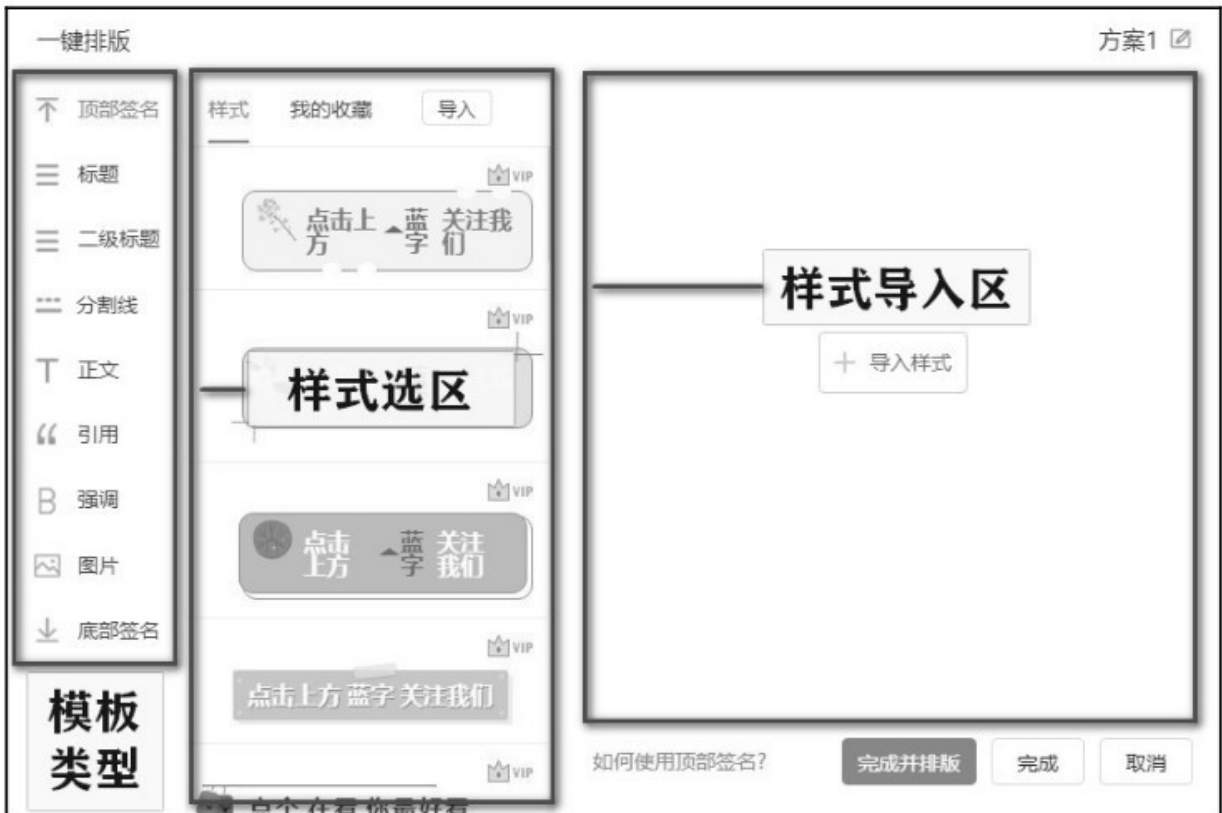 一键排版
方案1
顶部签名
标题
二级标题
分割线
正文
引用
强调
图片
底部签名
模板
类型
样式 我的收藏 导入
VIP
点击上 蓝 关注我
方 字 们
VIP
样式选区
VIP
点击 蓝 关注
上方 字 我们
VIP
点击上方 蓝字 关注我们
VIP
样式导入区
导入样式
如何使用顶部签名?
完成并排版
完成
取消